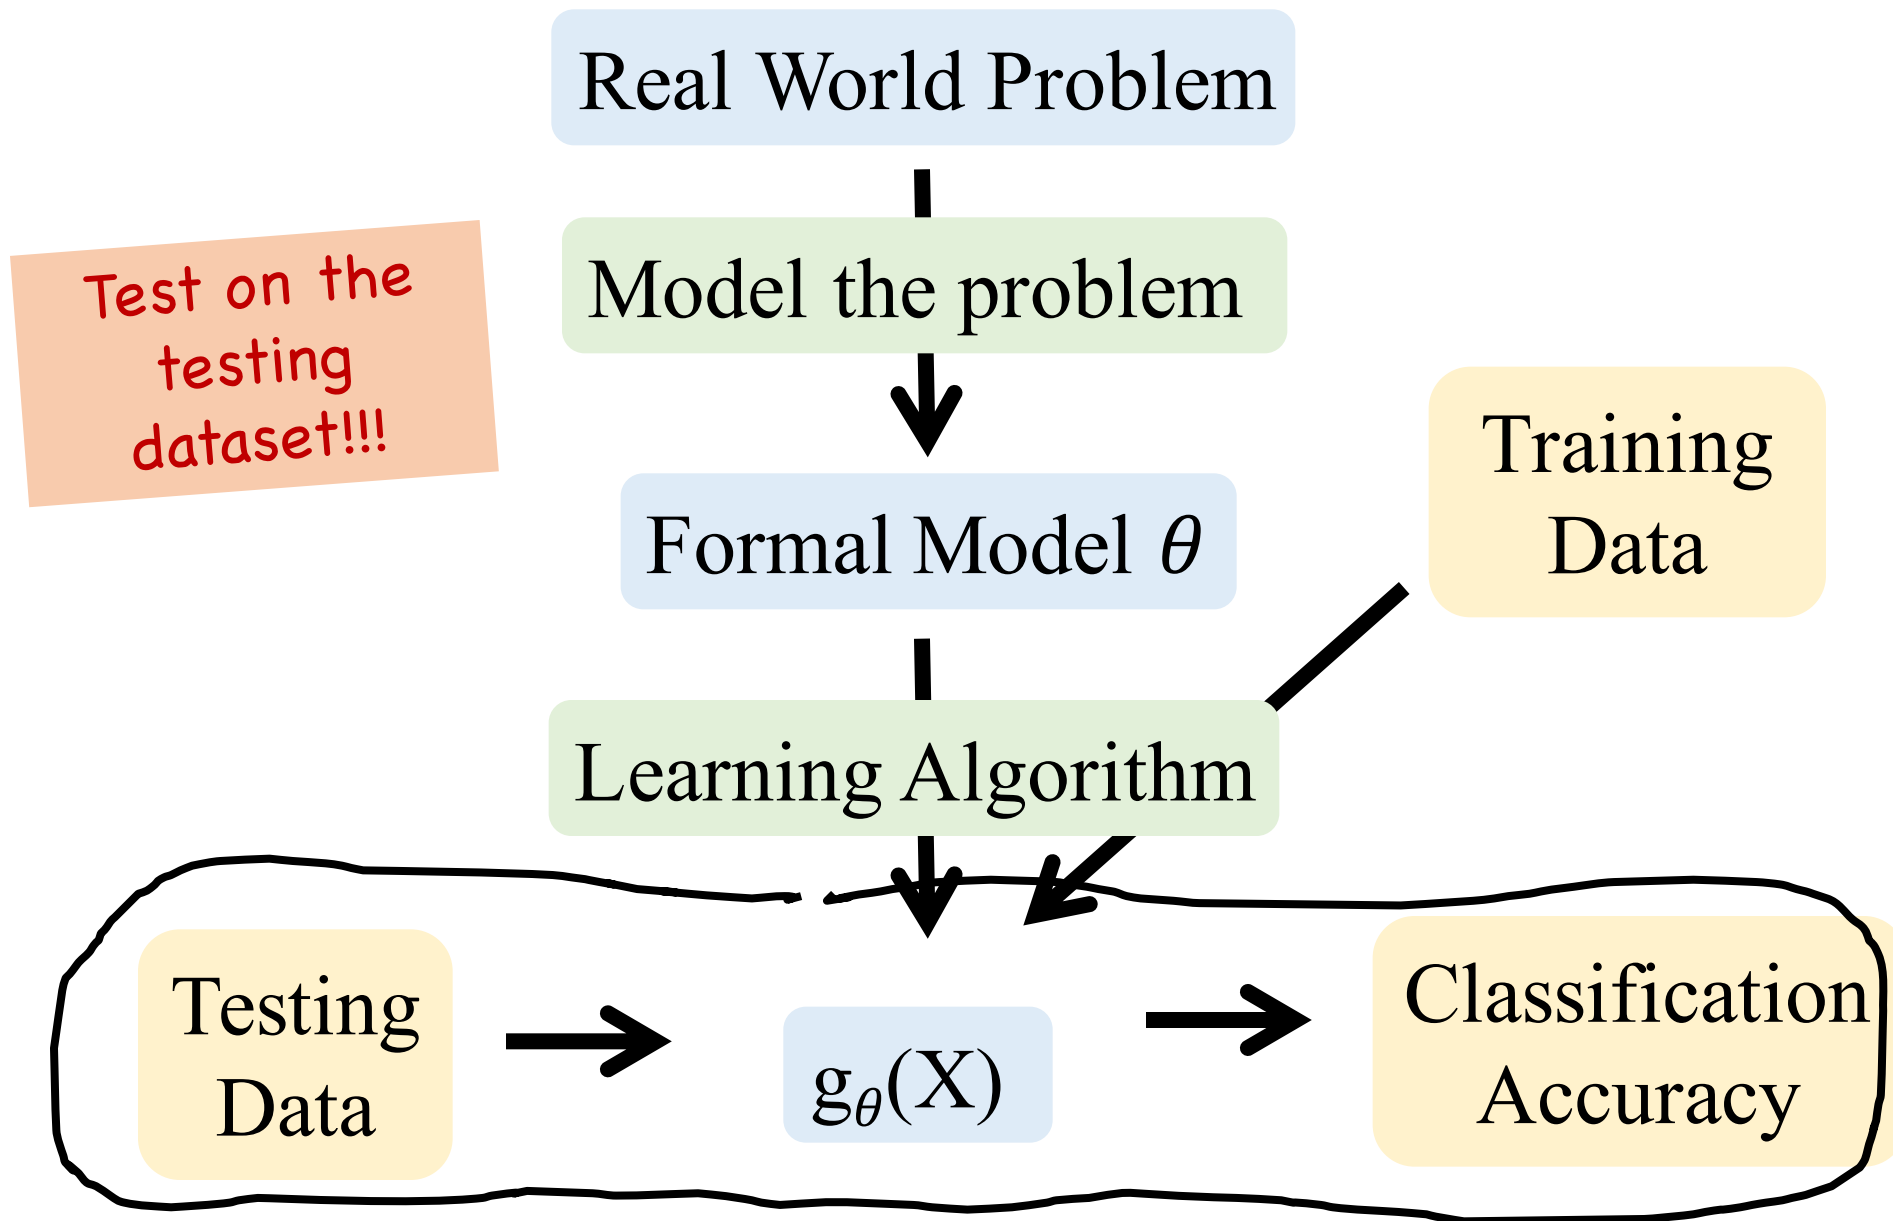 Real World Problem
Test on the
testing
dataset!!!
Model the problem
Training
Data
Formal Model θ
Learning Algorithm
Testing
Data
g_θ(X)
Classification
Accuracy